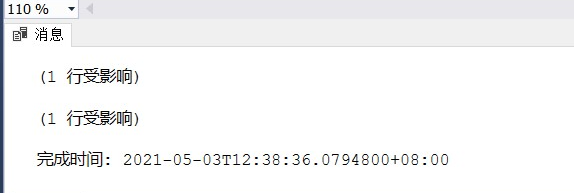 110 %
消息
(1 行受影响)
(1 行受影响)
完成时间: 2021-05-03T12:38:36.0794800+08:00